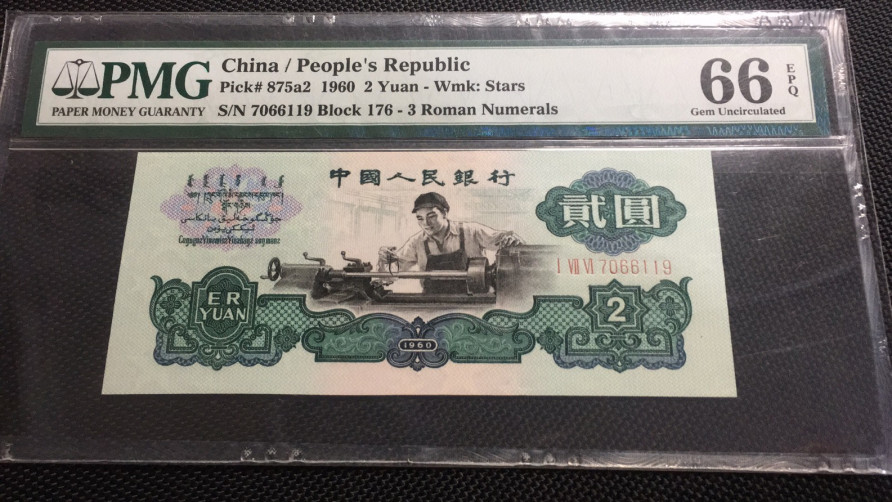 PMG
PAPER MONEY GUARANTY
China / People's Republic
Pick# 875a2 1960 2 Yuan - Wmk: Stars
S/N 7066119 Block 176 - 3 Roman Numerals
66 EPQ
Gem Uncirculated
中國人民銀行
貳圓
I VII VI 7066119
ER
YUAN
2
1960